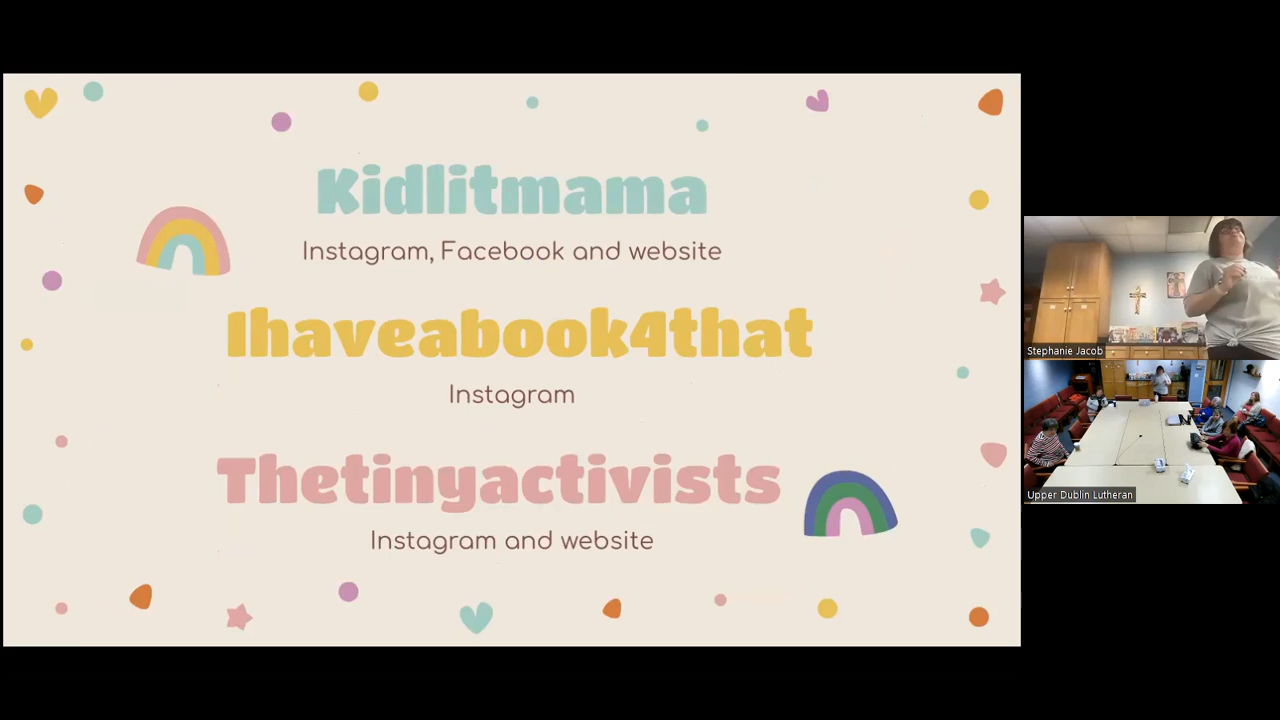 Kidlitmama
Instagram, Facebook and website
Ihaveabook4that
Instagram
Thetinyactivists
Instagram and website
Stephanie Jacob
Upper Dublin Lutheran